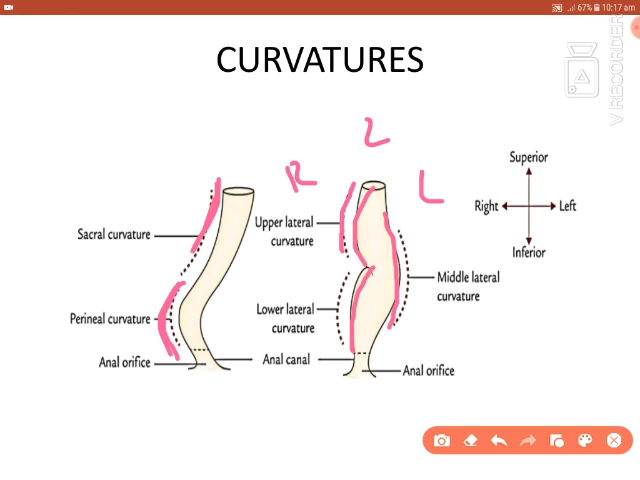 67% 10:17 am
V RECORDER
CURVATURES
2
R
L
Superior
Right
Left
Inferior
Upper lateral
curvature
Sacral curvature
Middle lateral
curvature
Lower lateral
curvature
Perineal curvature
Anal orifice
Anal canal
Anal orifice